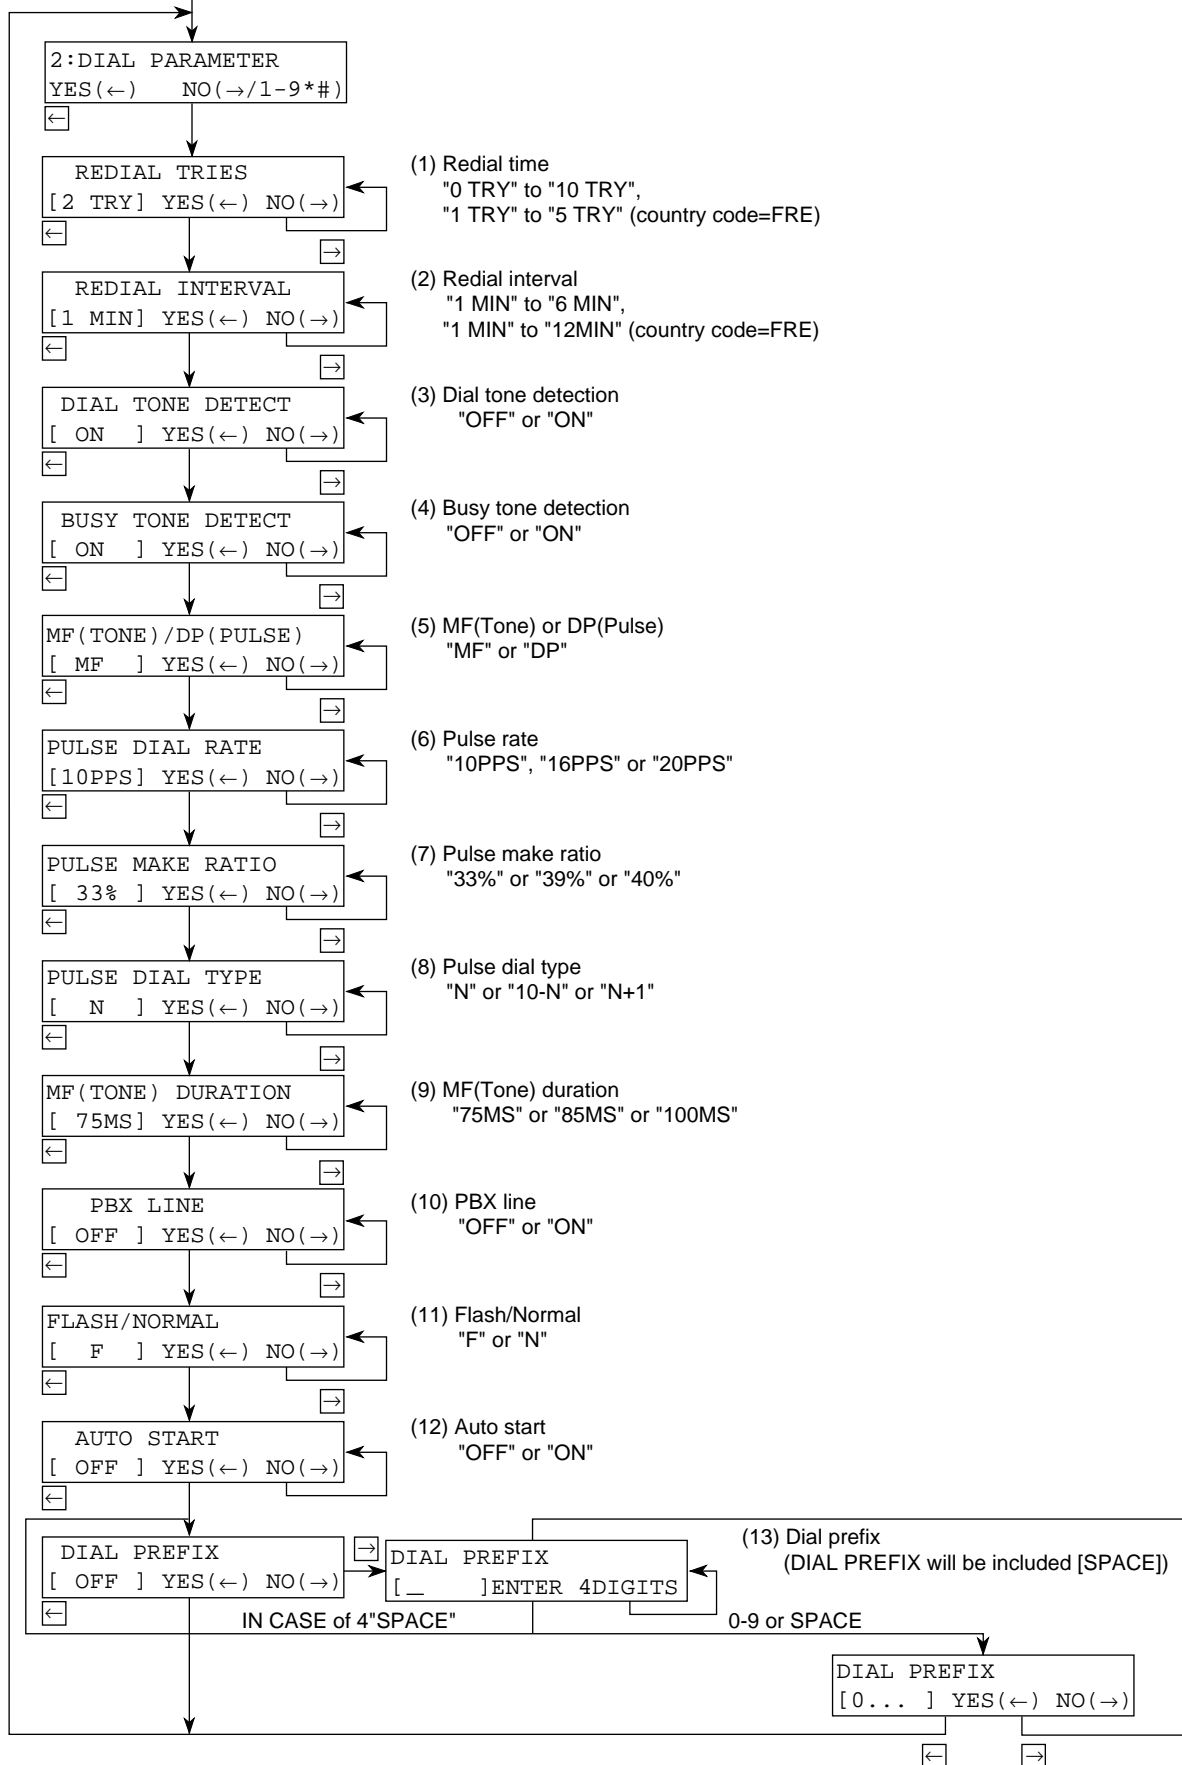 2:DIAL PARAMETER
YES(←) NO(→/1-9*#)
←
REDIAL TRIES
[2 TRY] YES(←) NO(→)
← →
(1) Redial time
"0 TRY" to "10 TRY",
"1 TRY" to "5 TRY" (country code=FRE)
REDIAL INTERVAL
[1 MIN] YES(←) NO(→)
← →
(2) Redial interval
"1 MIN" to "6 MIN",
"1 MIN" to "12MIN" (country code=FRE)
DIAL TONE DETECT
[ ON ] YES(←) NO(→)
← →
(3) Dial tone detection
"OFF" or "ON"
BUSY TONE DETECT
[ ON ] YES(←) NO(→)
← →
(4) Busy tone detection
"OFF" or "ON"
MF(TONE)/DP(PULSE)
[ MF ] YES(←) NO(→)
← →
(5) MF(Tone) or DP(Pulse)
"MF" or "DP"
PULSE DIAL RATE
[10PPS] YES(←) NO(→)
← →
(6) Pulse rate
"10PPS", "16PPS" or "20PPS"
PULSE MAKE RATIO
[ 33% ] YES(←) NO(→)
← →
(7) Pulse make ratio
"33%" or "39%" or "40%"
PULSE DIAL TYPE
[ N ] YES(←) NO(→)
← →
(8) Pulse dial type
"N" or "10-N" or "N+1"
MF(TONE) DURATION
[ 75MS] YES(←) NO(→)
← →
(9) MF(Tone) duration
"75MS" or "85MS" or "100MS"
PBX LINE
[ OFF ] YES(←) NO(→)
← →
(10) PBX line
"OFF" or "ON"
FLASH/NORMAL
[ F ] YES(←) NO(→)
← →
(11) Flash/Normal
"F" or "N"
AUTO START
[ OFF ] YES(←) NO(→)
←
(12) Auto start
"OFF" or "ON"
DIAL PREFIX
[ OFF ] YES(←) NO(→)
← →
DIAL PREFIX
[_ ]ENTER 4DIGITS
(13) Dial prefix
(DIAL PREFIX will be included [SPACE])
IN CASE of 4"SPACE"
0-9 or SPACE
DIAL PREFIX
[0... ] YES(←) NO(→)
← →